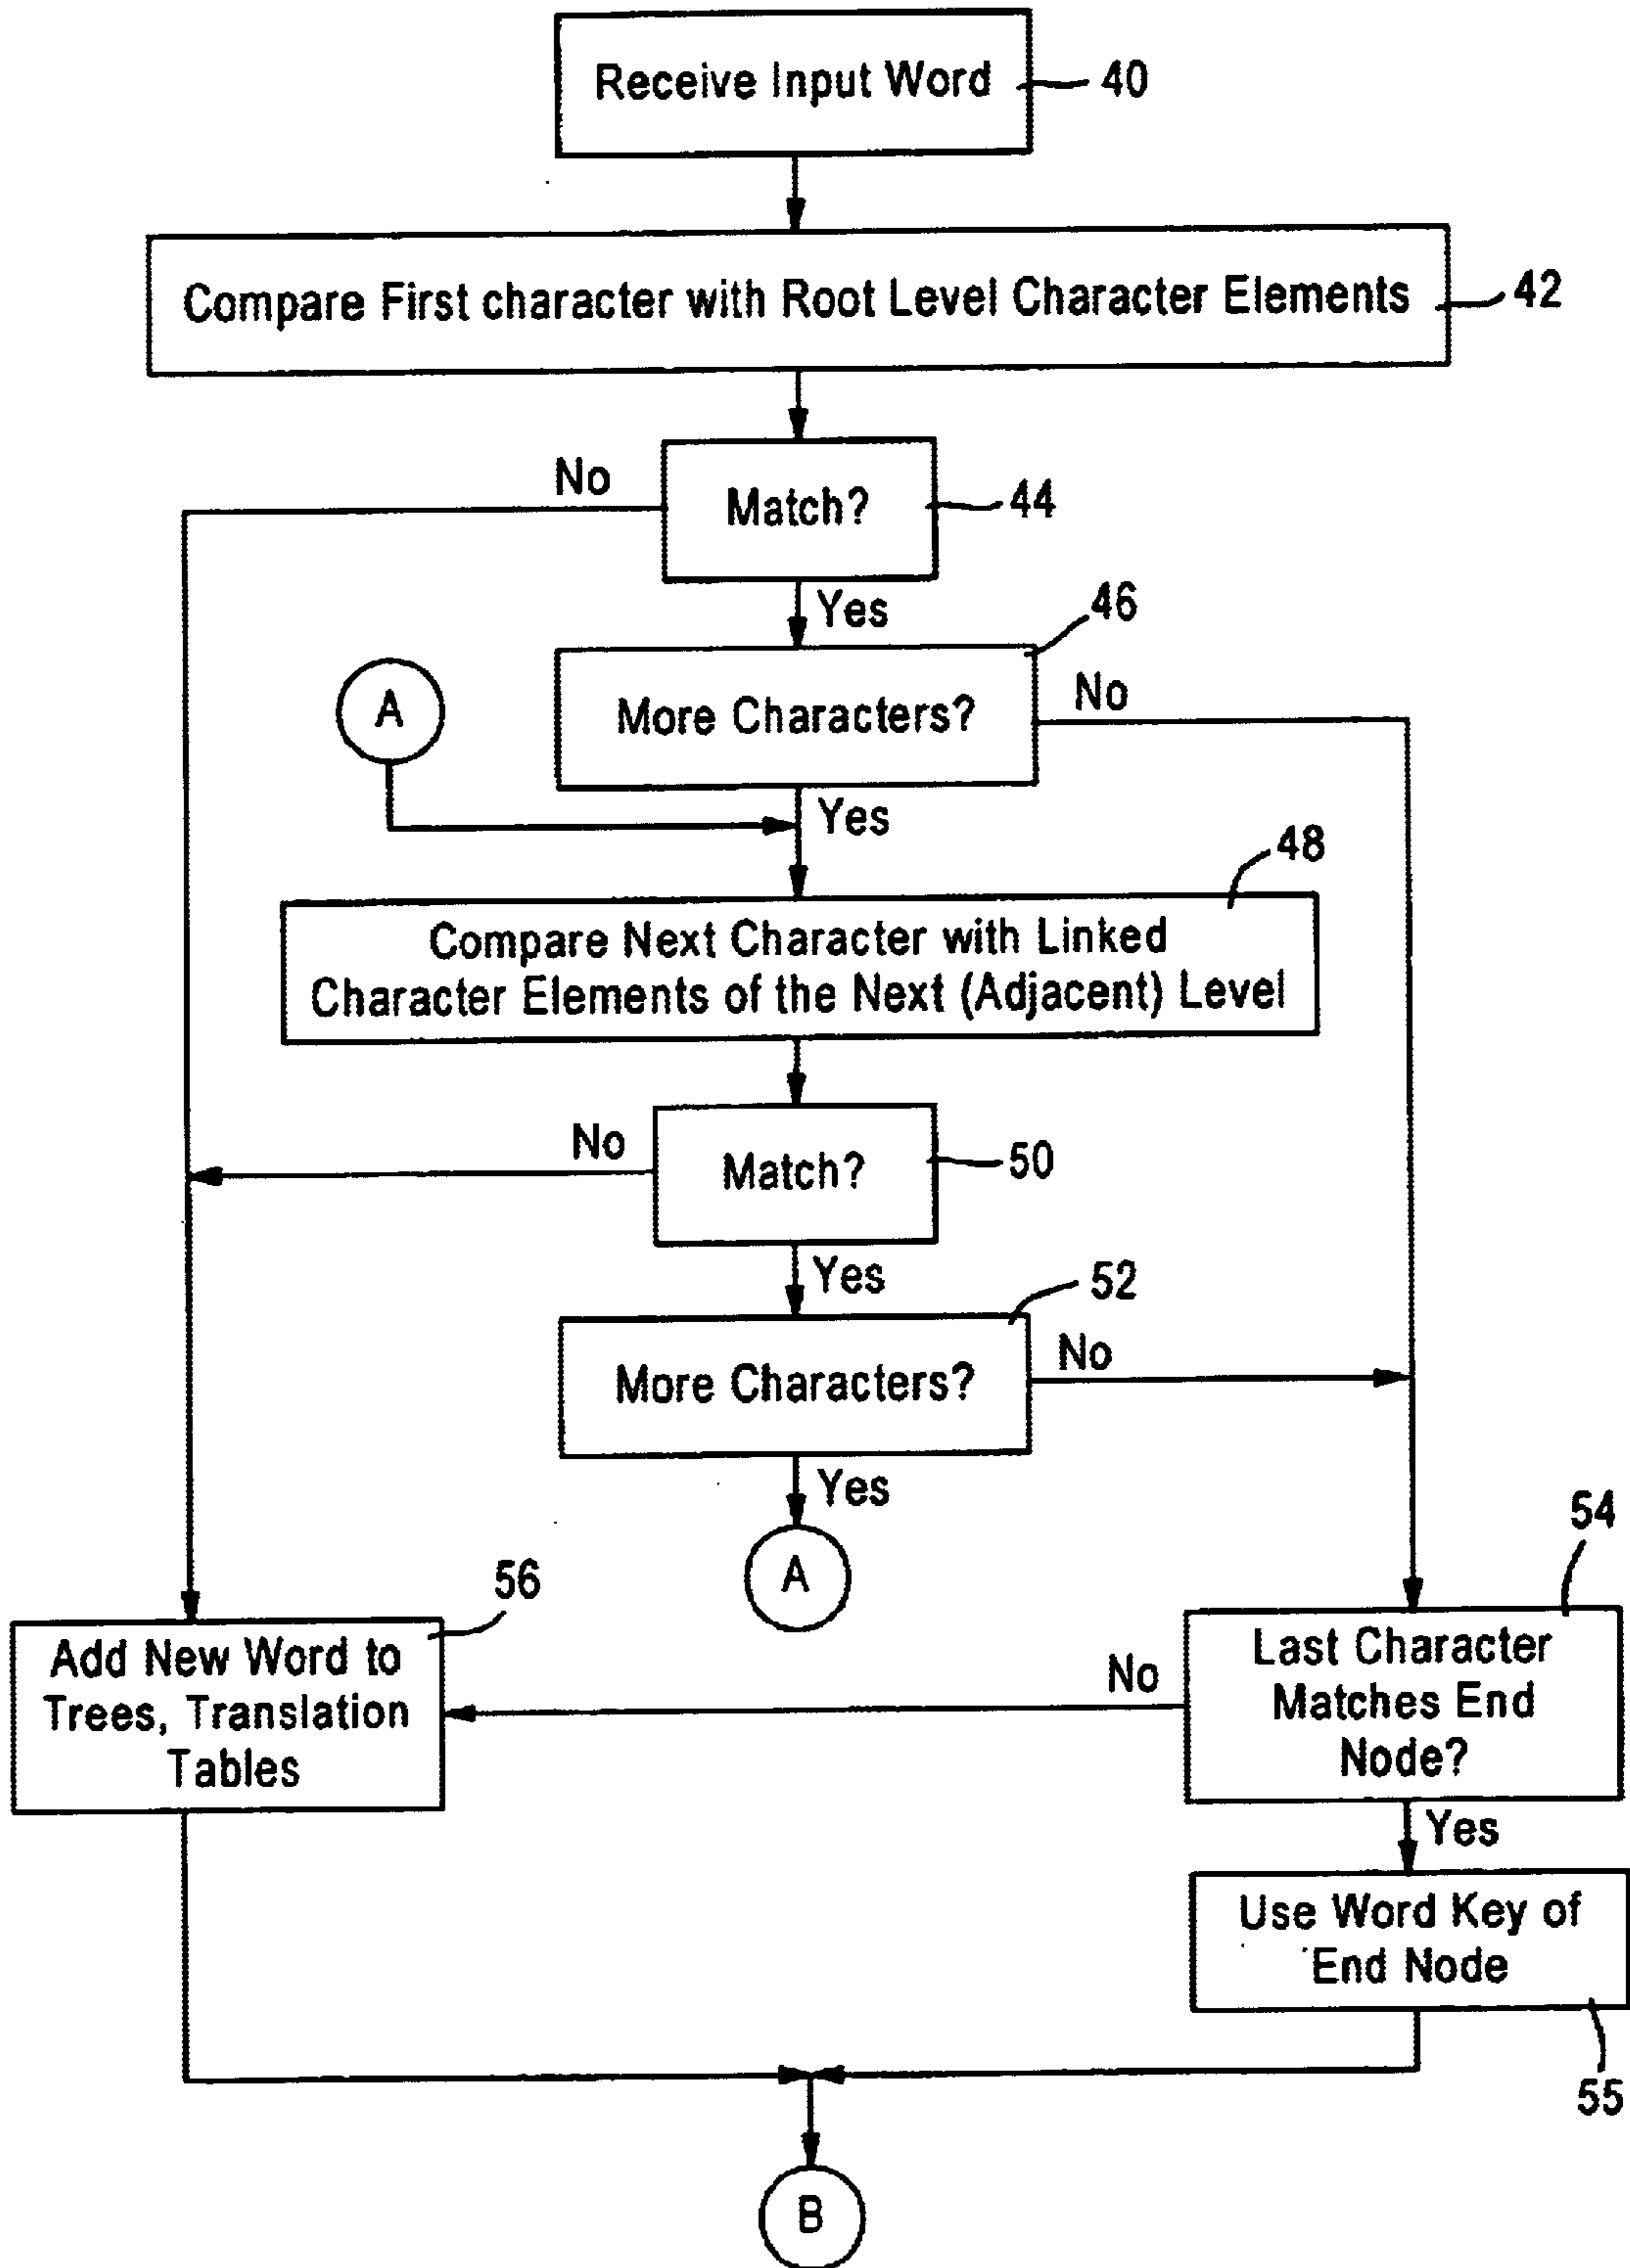 Receive Input Word
40
Compare First character with Root Level Character Elements
42
No
Match?
44
Yes
46
A
More Characters?
No
Yes
48
Compare Next Character with Linked
Character Elements of the Next (Adjacent) Level
No
Match?
50
Yes
52
More Characters?
No
Yes
A
54
56
Add New Word to
Trees, Translation
Tables
No
Last Character
Matches End
Node?
Yes
Use Word Key of
End Node
55
B